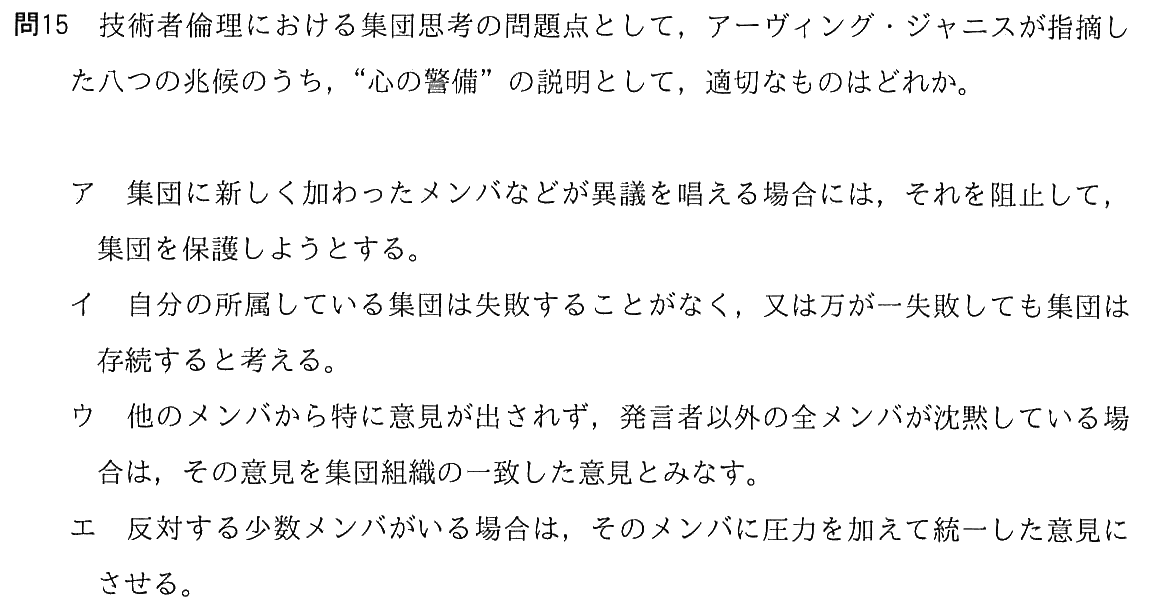 問15 技術者倫理における集団思考の問題点として，アーヴィング・ジャニスが指摘し
た八つの兆候のうち，“心の警備”の説明として，適切なものはどれか。
ア 集団に新しく加わったメンバなどが異議を唱える場合には，それを阻止して，
集団を保護しようとする。
イ 自分の所属している集団は失敗することがなく，又は万が一失敗しても集団は
存続すると考える。
ウ 他のメンバから特に意見が出されず，発言者以外の全メンバが沈黙している場
合は，その意見を集団組織の一致した意見とみなす。
エ 反対する少数メンバがいる場合は，そのメンバに圧力を加えて統一した意見に
させる。